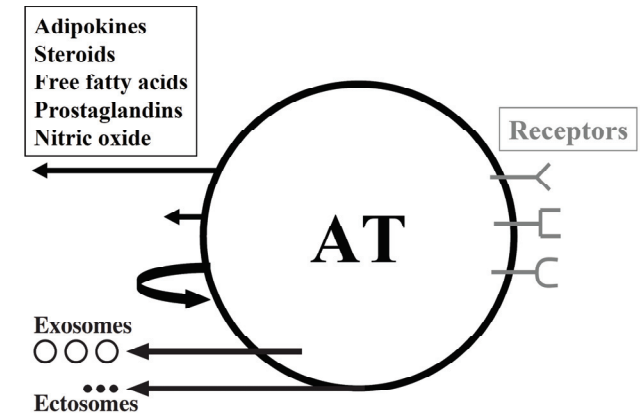 Adipokines
Steroids
Free fatty acids
Prostaglandins
Nitric oxide
Receptors
AT
Exosomes
Ectosomes